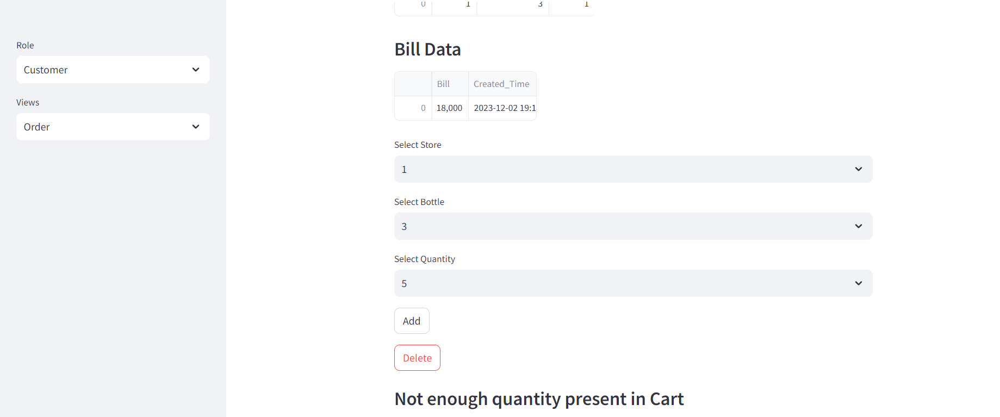 Role
Customer
Views
Order
0 1 3 1
Bill Data
Bill Created_Time
0 18,000 2023-12-02 19:1
Select Store
1
Select Bottle
3
Select Quantity
5
Add
Delete
Not enough quantity present in Cart